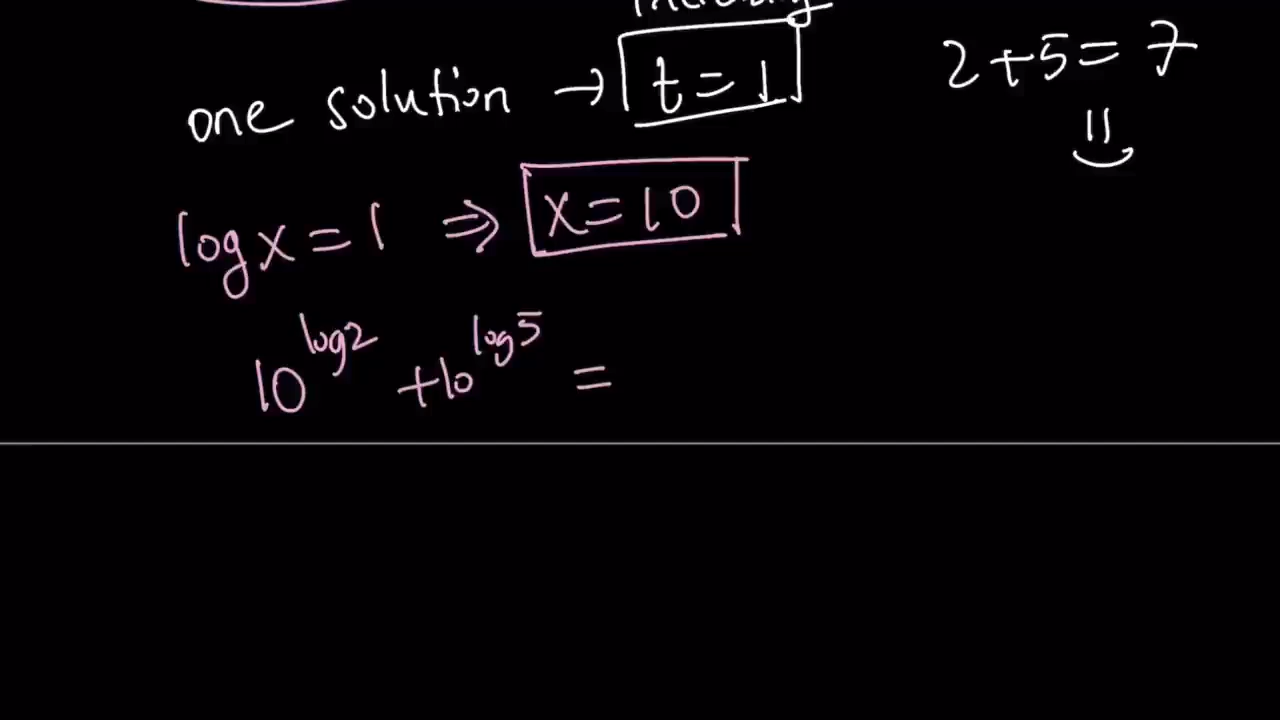 one solution → t = 1
2+5 = 7
log x = 1 ⇒ x = 10
10^log2 + 10^log5 =